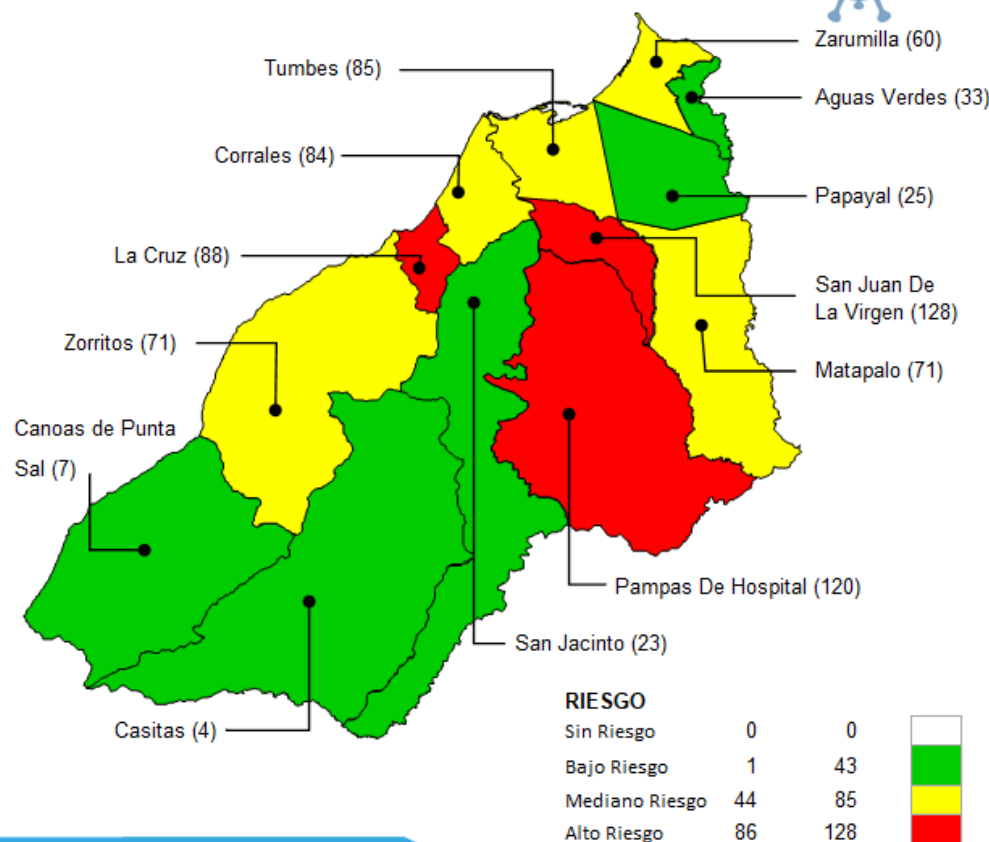 Zarumilla (60)
Tumbes (85)
Aguas Verdes (33)
Corrales (84)
Papayal (25)
La Cruz (88)
San Juan De
La Virgen (128)
Zorritos (71)
Matapalo (71)
Canoas de Punta
Sal (7)
Pampas De Hospital (120)
San Jacinto (23)
Casitas (4)
RIESGO
Sin Riesgo 0 0
Bajo Riesgo 1 43
Mediano Riesgo 44 85
Alto Riesgo 86 128